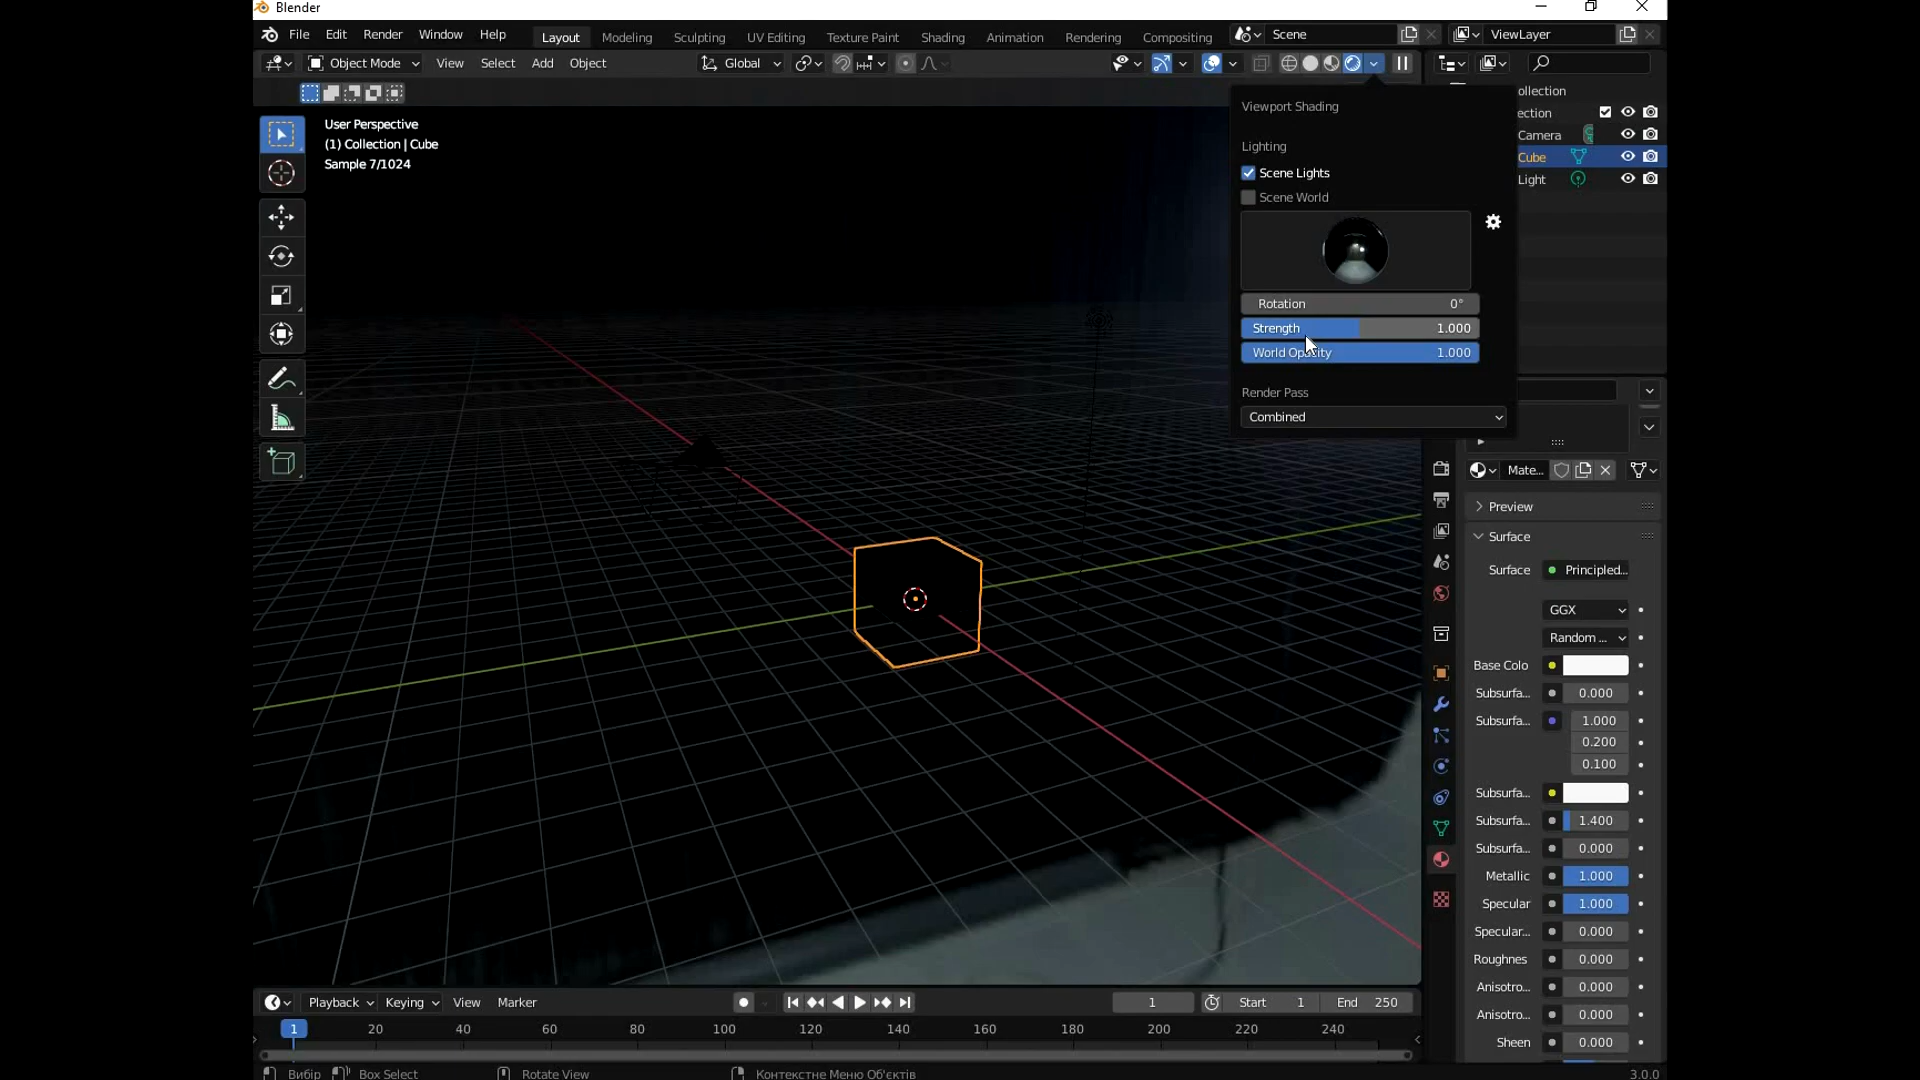 Blender
File Edit Render Window Help Layout Modeling Sculpting UV Editing Texture Paint Shading Animation Rendering Compositing Scene ViewLayer
Object Mode View Select Add Object Global
User Perspective
(1) Collection | Cube
Sample 7/1024
Viewport Shading
Lighting
Scene Lights
Scene World
Rotation 0°
Strength 1.000
World Opacity 1.000
Render Pass
Combined
ollection
ection
Camera
Cube
Light
Mate...
Preview
Surface
Surface Principled...
GGX
Random ...
Base Colo
Subsurfa... 0.000
Subsurfa... 1.000
0.200
0.100
Subsurfa...
Subsurfa... 1.400
Subsurfa... 0.000
Metallic 1.000
Specular 1.000
Specular... 0.000
Roughnes 0.000
Anisotro... 0.000
Anisotro... 0.000
Sheen 0.000
Playback Keying View Marker 1 Start 1 End 250
1 20 40 60 80 100 120 140 160 180 200 220 240
Вибір Box Select Rotate View Контекстне Меню Об'єктів 3.0.0